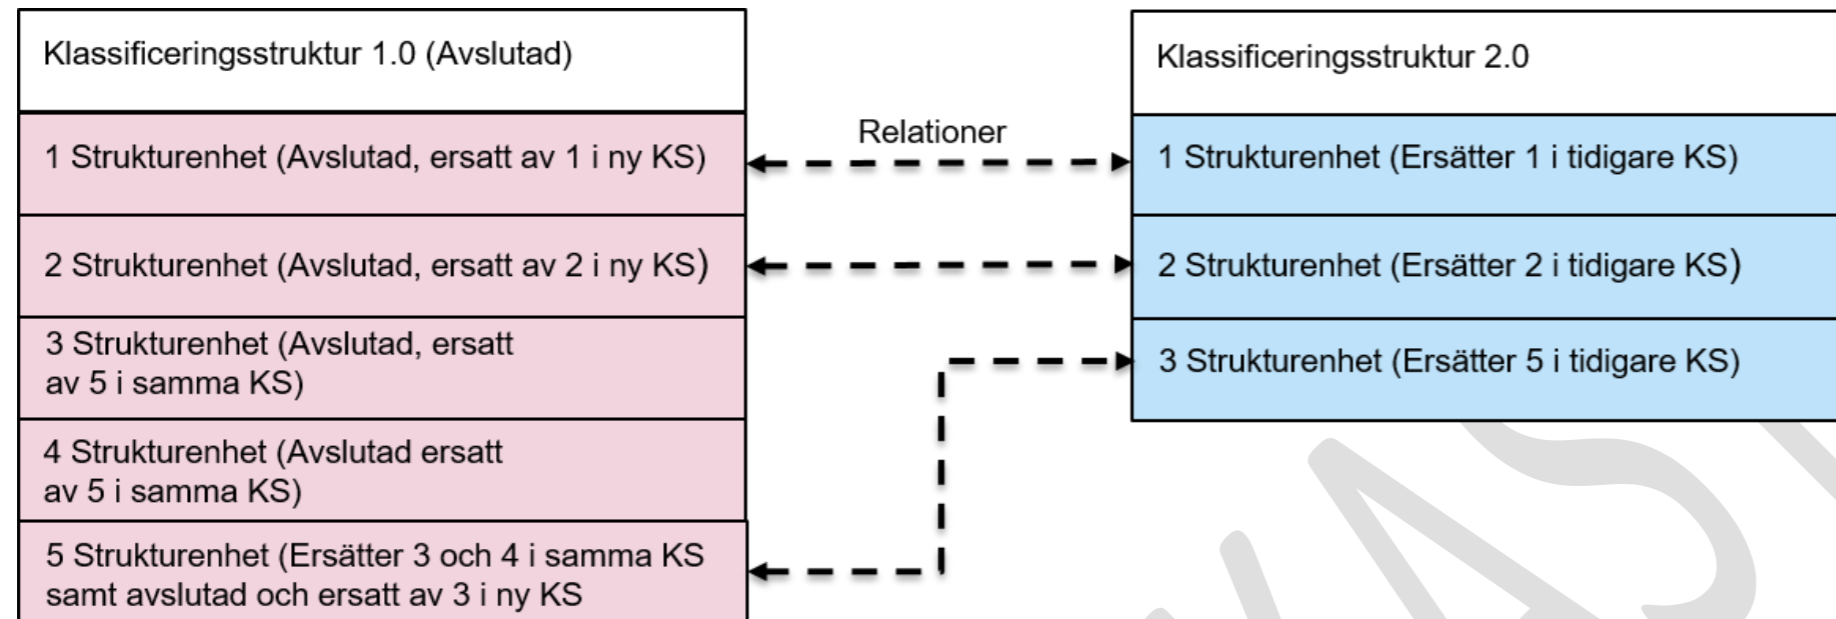 Klassificeringsstruktur 1.0 (Avslutad)
1 Strukturenhet (Avslutad, ersatt av 1 i ny KS)
2 Strukturenhet (Avslutad, ersatt av 2 i ny KS)
3 Strukturenhet (Avslutad, ersatt
av 5 i samma KS)
4 Strukturenhet (Avslutad ersatt
av 5 i samma KS)
5 Strukturenhet (Ersätter 3 och 4 i samma KS
samt avslutad och ersatt av 3 i ny KS
Relationer
Klassificeringsstruktur 2.0
1 Strukturenhet (Ersätter 1 i tidigare KS)
2 Strukturenhet (Ersätter 2 i tidigare KS)
3 Strukturenhet (Ersätter 5 i tidigare KS)